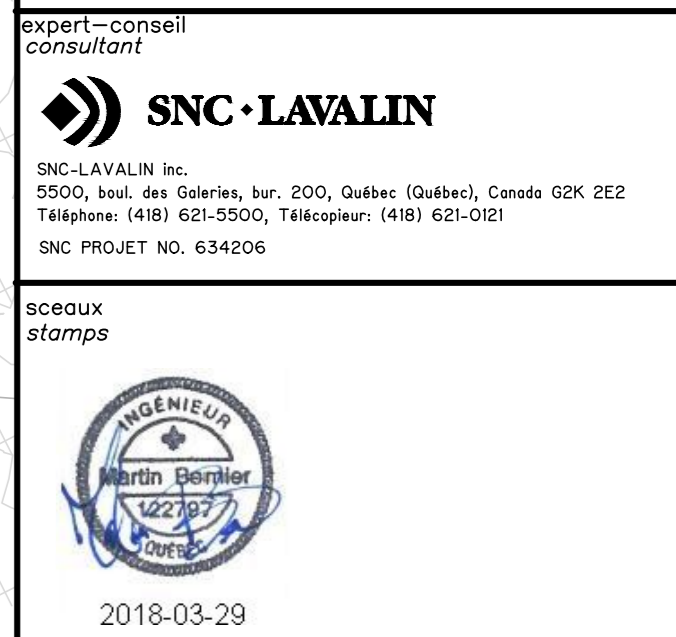 expert-conseil
consultant
SNC·LAVALIN
SNC-LAVALIN inc.
5500, boul. des Galeries, bur. 200, Québec (Québec), Canada G2K 2E2
Téléphone: (418) 621-5500, Télécopieur: (418) 621-0121
SNC PROJET NO. 634206
sceaux
stamps
INGÉNIEUR
Martin Bernier
122797
QUÉBEC
2018-03-29